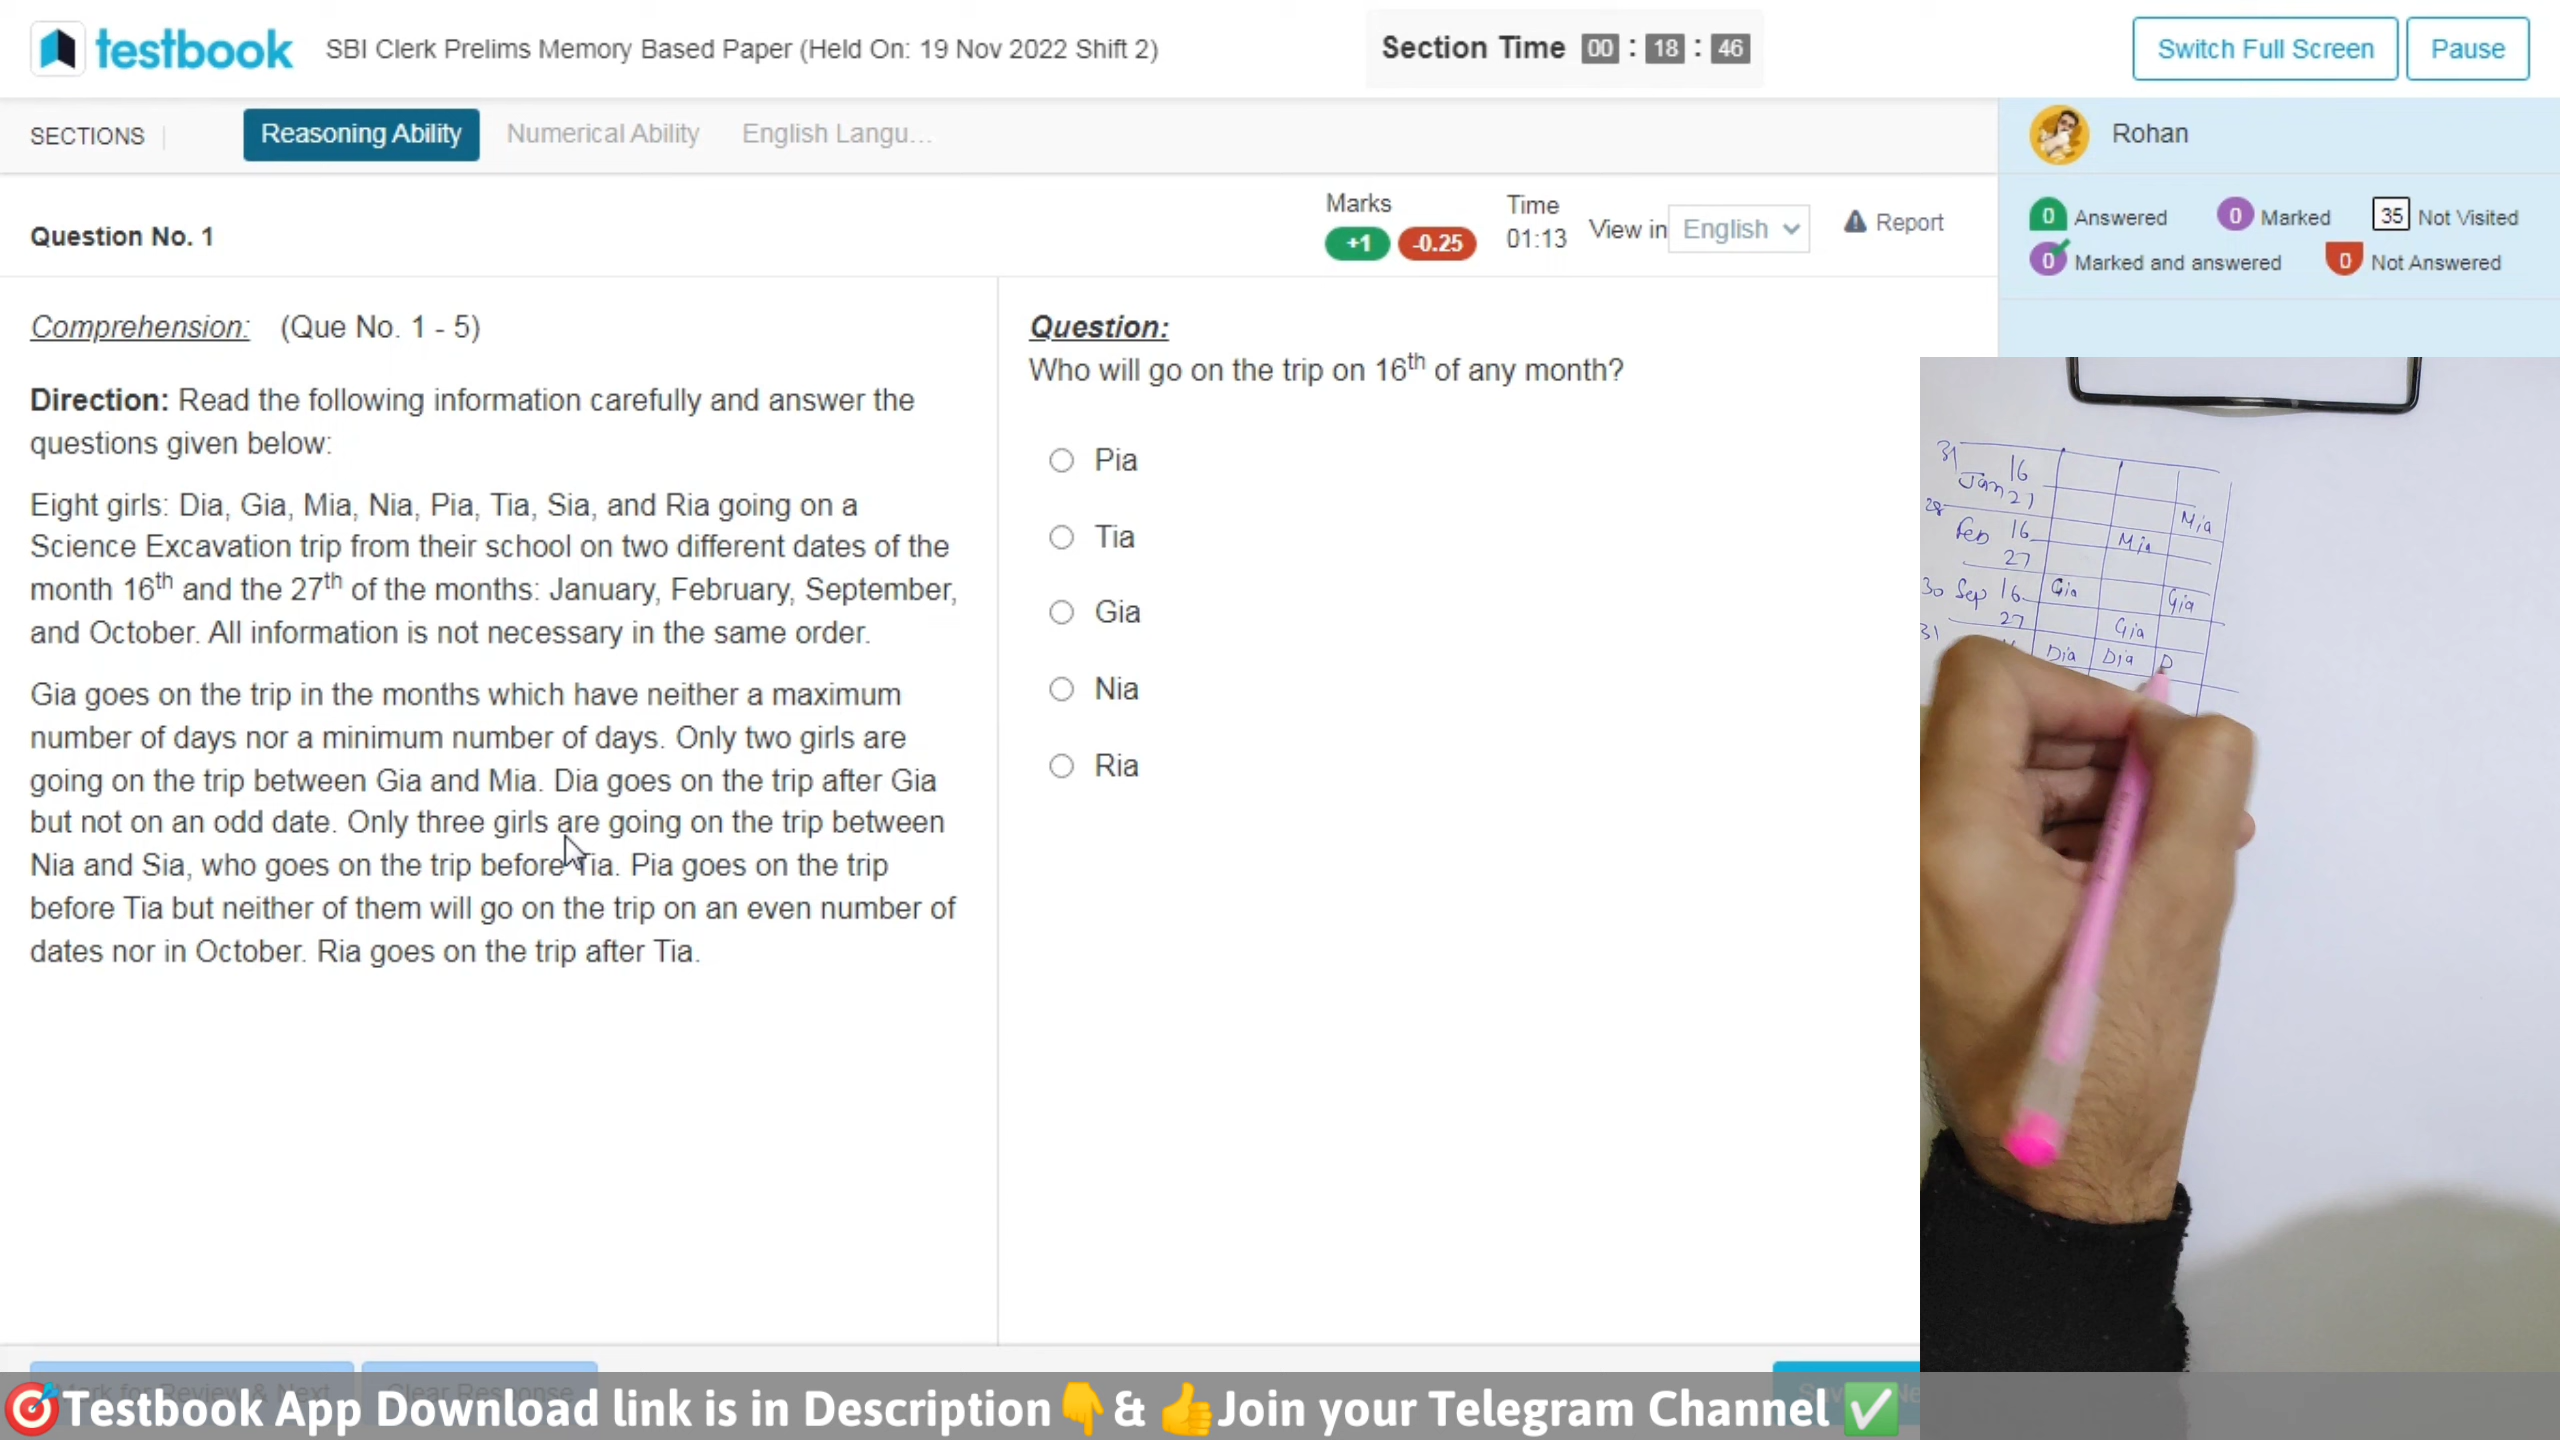 testbook SBI Clerk Prelims Memory Based Paper (Held On: 19 Nov 2022 Shift 2) Section Time 00 : 18 : 46 Switch Full Screen Pause
SECTIONS Reasoning Ability Numerical Ability English Langu... Rohan
0 Answered 0 Marked 35 Not Visited
0 Marked and answered 0 Not Answered
Question No. 1 Marks +1 -0.25 Time 01:13 View in English Report
Comprehension: (Que No. 1 - 5)
Direction: Read the following information carefully and answer the
questions given below:
Eight girls: Dia, Gia, Mia, Nia, Pia, Tia, Sia, and Ria going on a
Science Excavation trip from their school on two different dates of the
month 16th and the 27th of the months: January, February, September,
and October. All information is not necessary in the same order.
Gia goes on the trip in the months which have neither a maximum
number of days nor a minimum number of days. Only two girls are
going on the trip between Gia and Mia. Dia goes on the trip after Gia
but not on an odd date. Only three girls are going on the trip between
Nia and Sia, who goes on the trip before Tia. Pia goes on the trip
before Tia but neither of them will go on the trip on an even number of
dates nor in October. Ria goes on the trip after Tia.
Question:
Who will go on the trip on 16th of any month?
Pia
Tia
Gia
Nia
Ria
31 16
Jan 27 Mia
28 Feb 16 Mia
27
30 Sep 16 Gia Gia
27 Gia
31 Dia Dia D
Mark for Review & Next Clear Response
🎯Testbook App Download link is in Description👇& 👍Join your Telegram Channel ✅